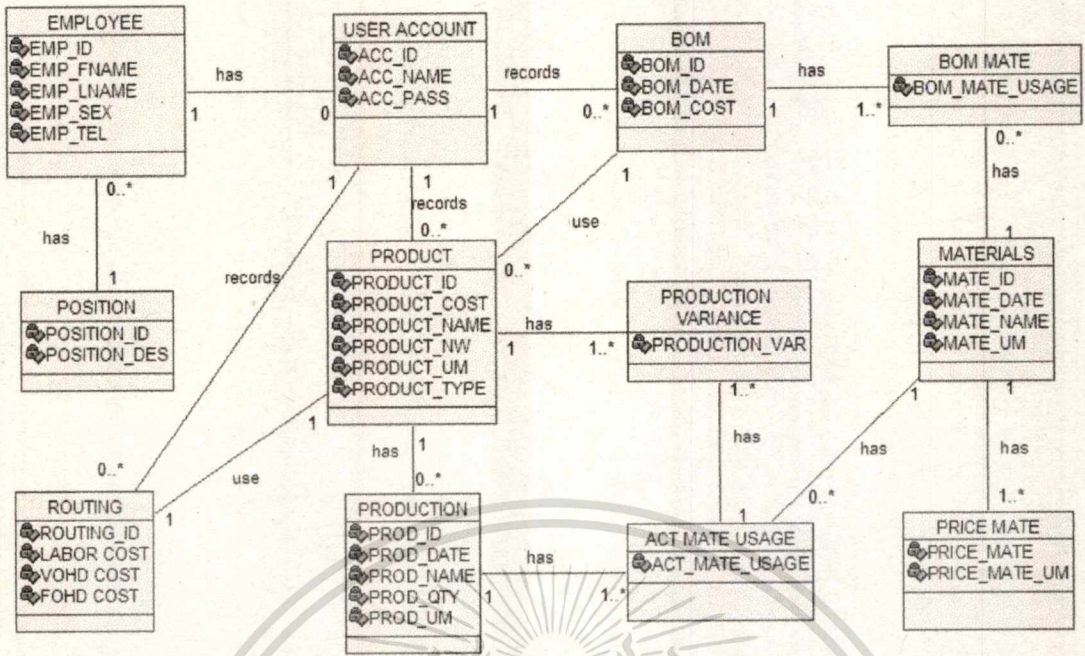 EMPLOYEE
EMP_ID
EMP_FNAME
EMP_LNAME
EMP_SEX
EMP_TEL
has
1
0
USER ACCOUNT
ACC_ID
ACC_NAME
ACC_PASS
records
1
0..*
BOM
BOM_ID
BOM_DATE
BOM_COST
has
1
1..*
BOM MATE
BOM_MATE_USAGE
0..*
has
1
0..*
has
1
POSITION
POSITION_ID
POSITION_DES
1
records
0..*
1
records
0..*
1
use
0..*
PRODUCT
PRODUCT_ID
PRODUCT_COST
PRODUCT_NAME
PRODUCT_NW
PRODUCT_UM
PRODUCT_TYPE
has
1
1..*
PRODUCTION
VARIANCE
PRODUCTION_VAR
MATERIALS
MATE_ID
MATE_DATE
MATE_NAME
MATE_UM
1
use
1
1
has
0..*
1..*
has
1
1
has
0..*
1
has
1..*
ROUTING
ROUTING_ID
LABOR COST
VOHD COST
FOHD COST
PRODUCTION
PROD_ID
PROD_DATE
PROD_NAME
PROD_QTY
PROD_UM
has
1
1..*
ACT MATE USAGE
ACT_MATE_USAGE
PRICE MATE
PRICE_MATE
PRICE_MATE_UM